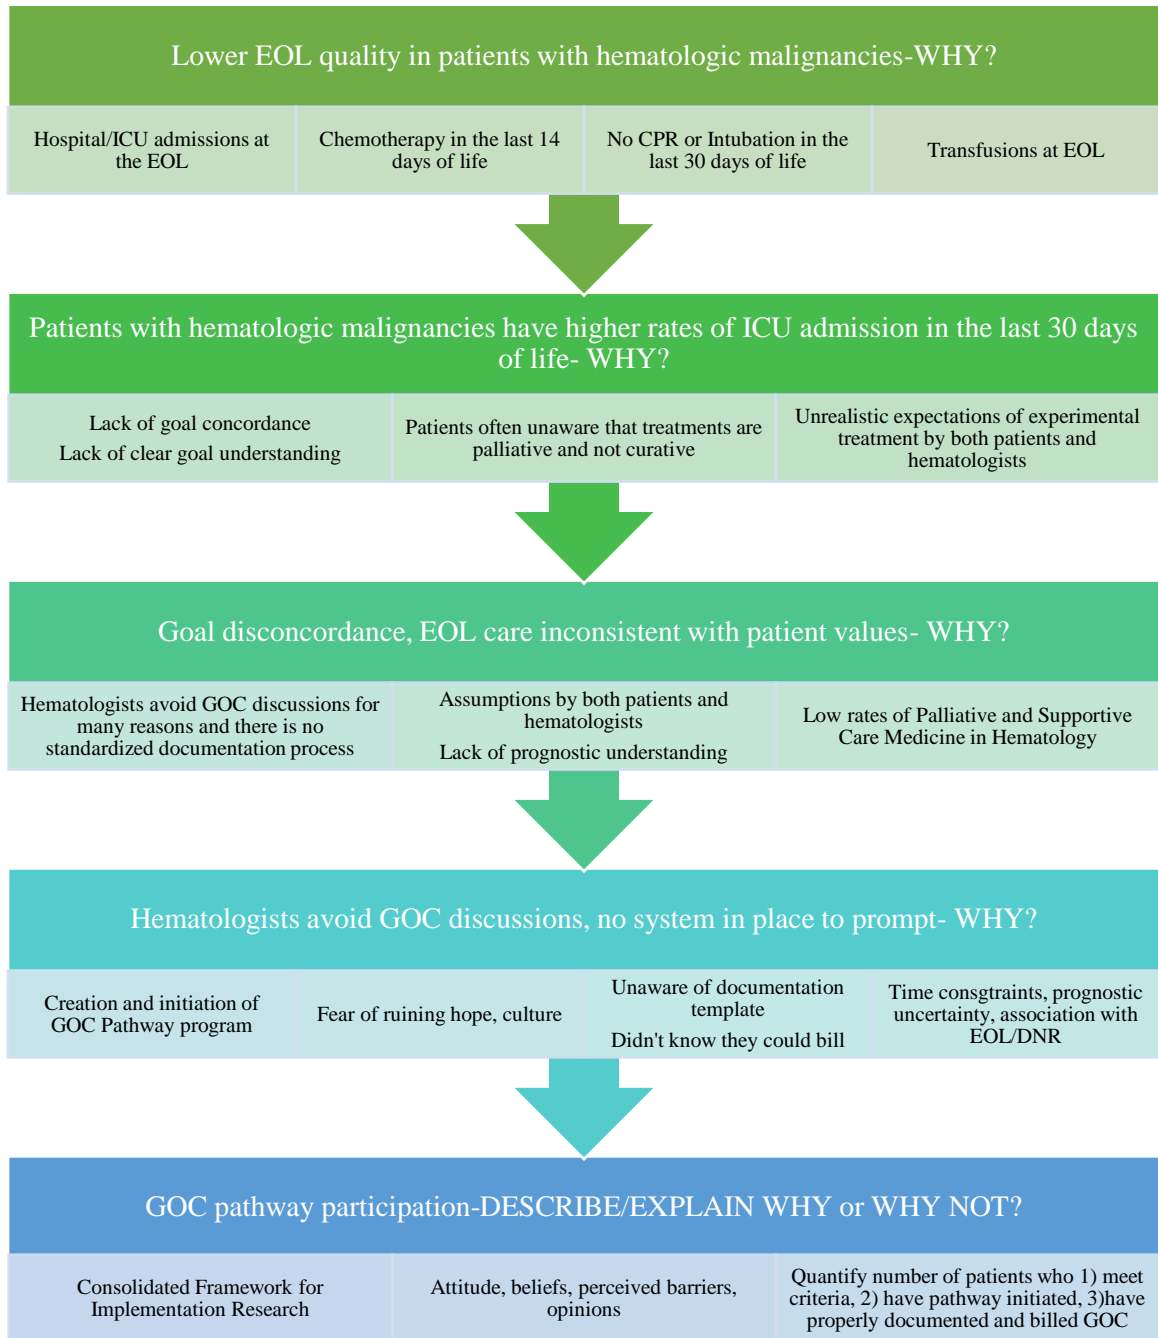 Lower EOL quality in patients with hematologic malignancies-WHY?
Hospital/ICU admissions at
the EOL
Chemotherapy in the last 14
days of life
No CPR or Intubation in the
last 30 days of life
Transfusions at EOL
Patients with hematologic malignancies have higher rates of ICU admission in the last 30 days
of life- WHY?
Lack of goal concordance
Lack of clear goal understanding
Patients often unaware that treatments are
palliative and not curative
Unrealistic expectations of experimental
treatment by both patients and
hematologists
Goal disconcordance, EOL care inconsistent with patient values- WHY?
Hematologists avoid GOC discussions for
many reasons and there is no
standardized documentation process
Assumptions by both patients and
hematologists
Lack of prognostic understanding
Low rates of Palliative and Supportive
Care Medicine in Hematology
Hematologists avoid GOC discussions, no system in place to prompt- WHY?
Creation and initiation of
GOC Pathway program
Fear of ruining hope, culture
Unaware of documentation
template
Didn't know they could bill
Time consgtraints, prognostic
uncertainty, association with
EOL/DNR
GOC pathway participation-DESCRIBE/EXPLAIN WHY or WHY NOT?
Consolidated Framework for
Implementation Research
Attitude, beliefs, perceived barriers,
opinions
Quantify number of patients who 1) meet
criteria, 2) have pathway initiated, 3)have
properly documented and billed GOC